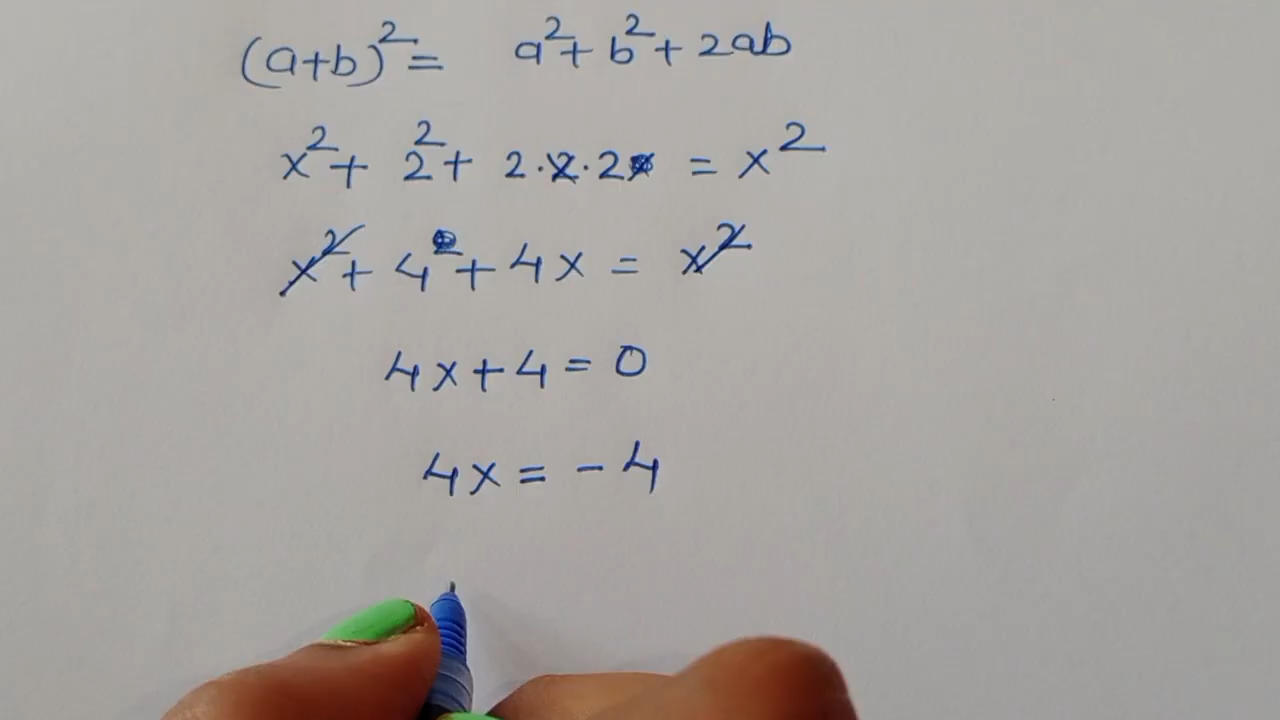 (a+b)² = a² + b² + 2ab
x² + 2² + 2·x·2 = x²
x² + 4 + 4x = x²
4x + 4 = 0
4x = - 4